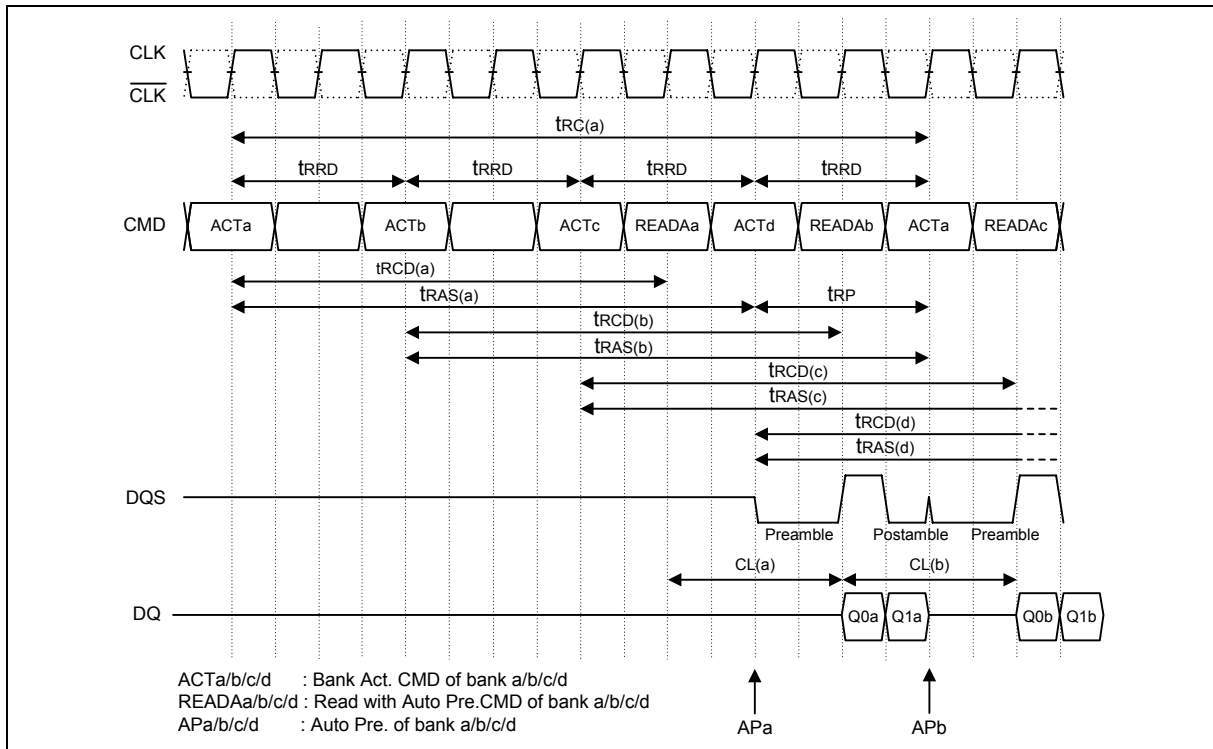 CLK
CLK
tRC(a)
tRRD tRRD tRRD tRRD
CMD ACTa ACTb ACTc READAa ACTd READAb ACTa READAc
tRCD(a)
tRAS(a) tRP
tRCD(b)
tRAS(b)
tRCD(c)
tRAS(c)
tRCD(d)
tRAS(d)
DQS
Preamble Postamble Preamble
CL(a) CL(b)
DQ Q0a Q1a Q0b Q1b
ACTa/b/c/d : Bank Act. CMD of bank a/b/c/d
READAa/b/c/d : Read with Auto Pre.CMD of bank a/b/c/d
APa/b/c/d : Auto Pre. of bank a/b/c/d
APa APb